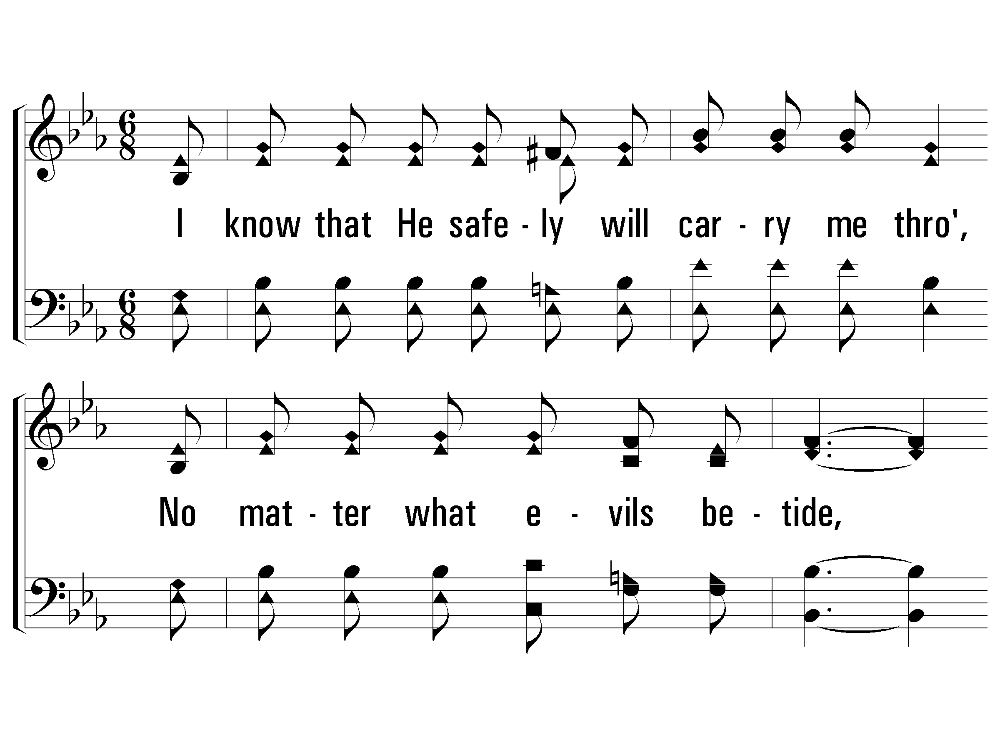 I know that He safe - ly will car - ry me thro',
No mat - ter what e - vils be - tide,